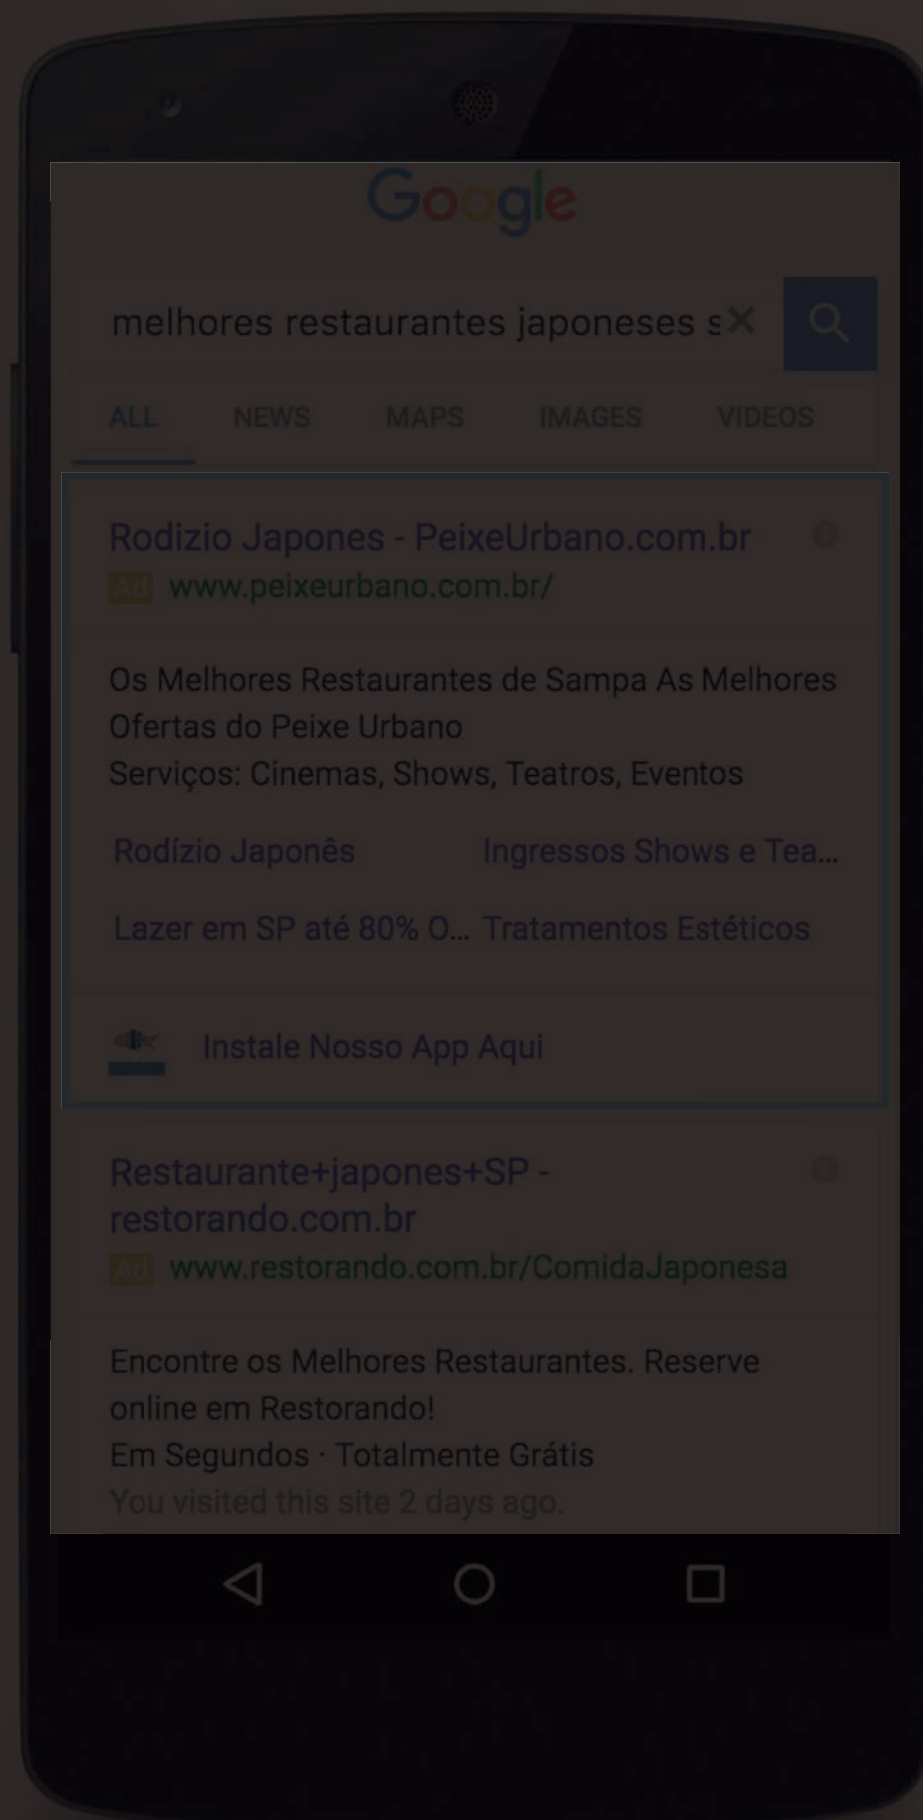 Google
melhores restaurantes japoneses s
ALL NEWS MAPS IMAGES VIDEOS
Rodizio Japones - PeixeUrbano.com.br
Ad www.peixeurbano.com.br/
Os Melhores Restaurantes de Sampa As Melhores
Ofertas do Peixe Urbano
Serviços: Cinemas, Shows, Teatros, Eventos
Rodízio Japonês Ingressos Shows e Tea...
Lazer em SP até 80% O... Tratamentos Estéticos
Instale Nosso App Aqui
Restaurante+japones+SP -
restorando.com.br
Ad www.restorando.com.br/ComidaJaponesa
Encontre os Melhores Restaurantes. Reserve
online em Restorando!
Em Segundos · Totalmente Grátis
You visited this site 2 days ago.